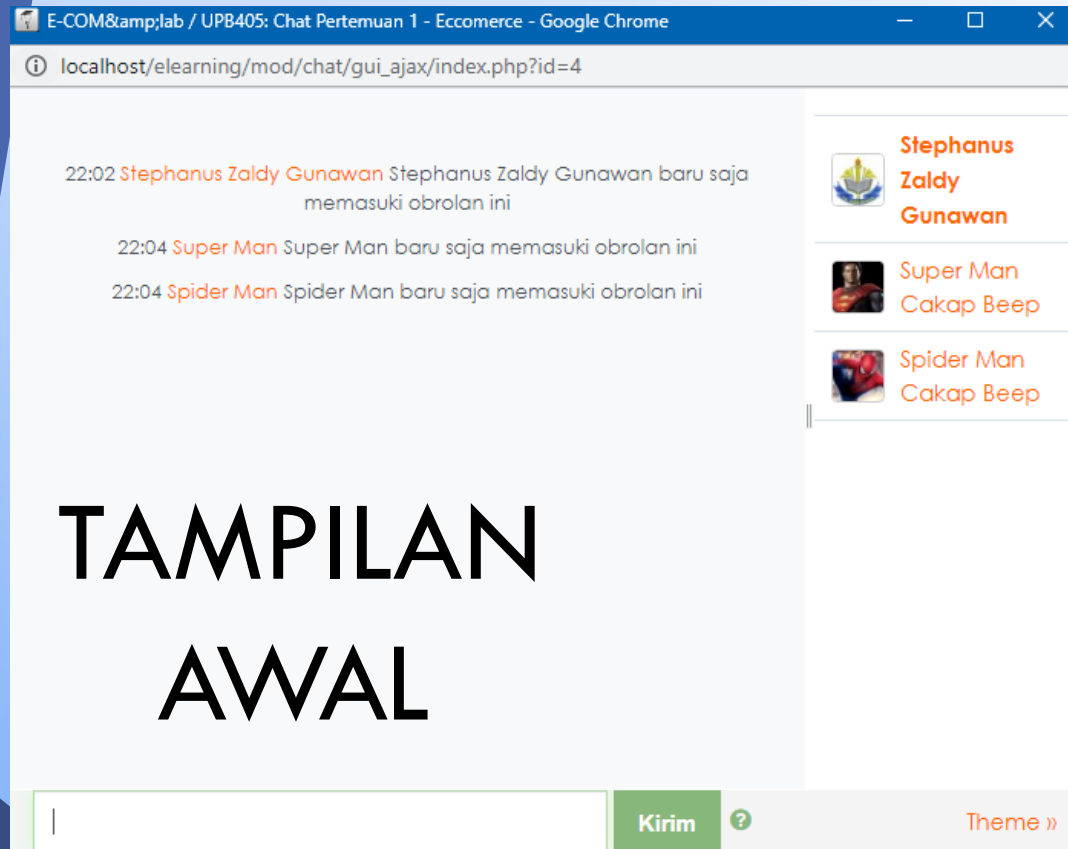 E-COM&amp;lab / UPB405: Chat Pertemuan 1 - Eccomerce - Google Chrome
localhost/elearning/mod/chat/gui_ajax/index.php?id=4
22:02 Stephanus Zaldy Gunawan Stephanus Zaldy Gunawan baru saja
memasuki obrolan ini
22:04 Super Man Super Man baru saja memasuki obrolan ini
22:04 Spider Man Spider Man baru saja memasuki obrolan ini
Stephanus
Zaldy
Gunawan
Super Man
Cakap Beep
Spider Man
Cakap Beep
TAMPILAN
AWAL
Kirim
Theme »